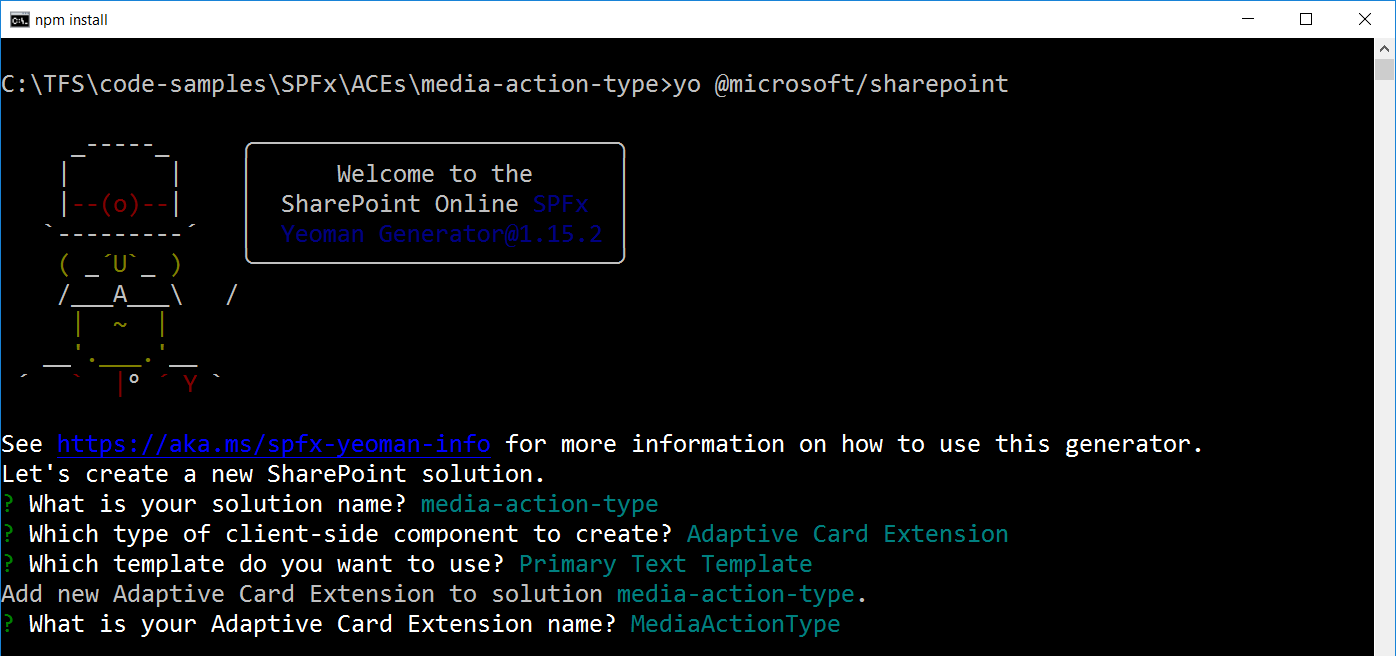 npm install
C:\TFS\code-samples\SPFx\ACEs\media-action-type>yo @microsoft/sharepoint
Welcome to the
SharePoint Online SPFx
Yeoman Generator@1.15.2
See https://aka.ms/spfx-yeoman-info for more information on how to use this generator.
Let's create a new SharePoint solution.
? What is your solution name? media-action-type
? Which type of client-side component to create? Adaptive Card Extension
? Which template do you want to use? Primary Text Template
Add new Adaptive Card Extension to solution media-action-type.
? What is your Adaptive Card Extension name? MediaActionType